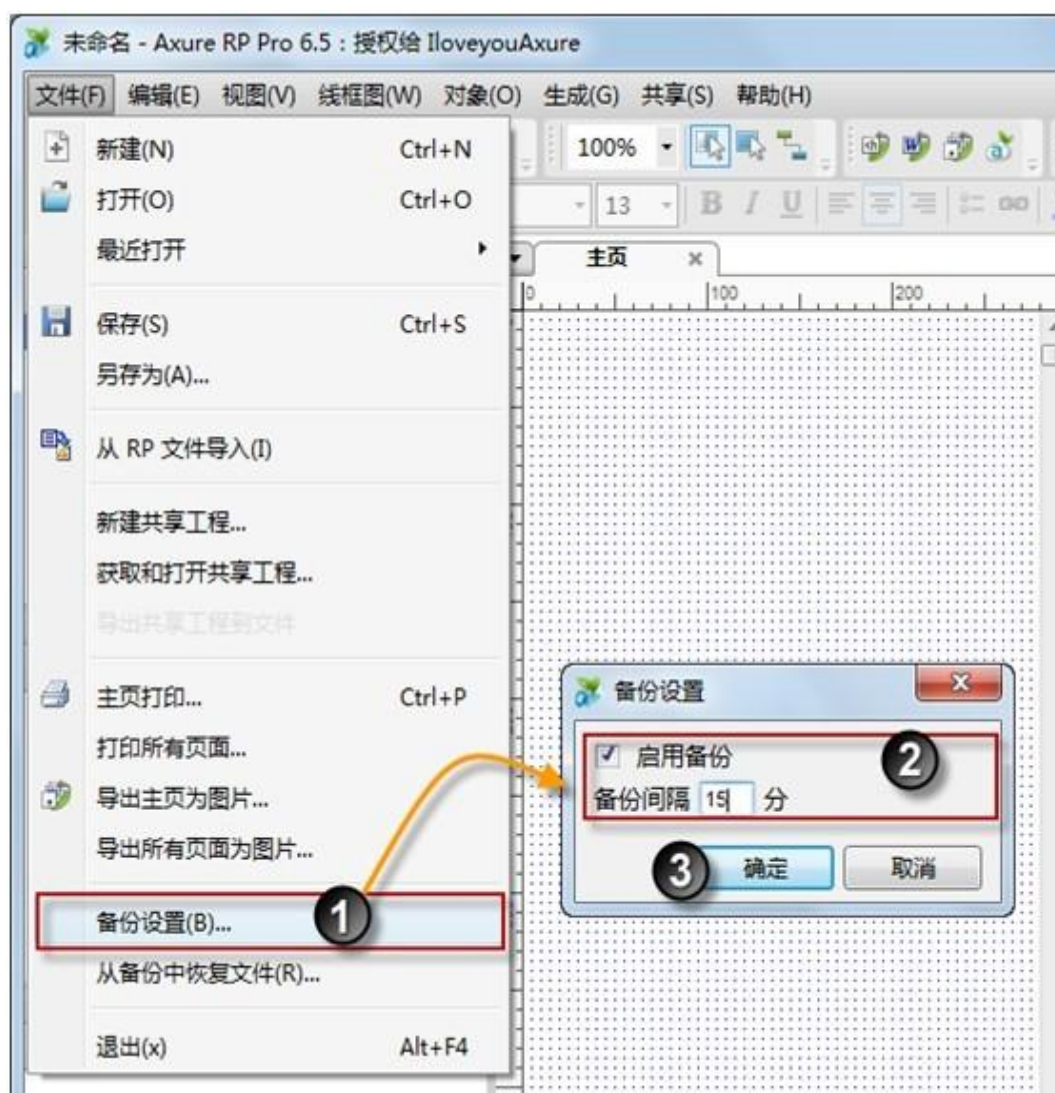 未命名 - Axure RP Pro 6.5 : 授权给 IloveyouAxure
文件(F) 编辑(E) 视图(V) 线框图(W) 对象(O) 生成(G) 共享(S) 帮助(H)
新建(N) Ctrl+N
100%
打开(O) Ctrl+O
13 B I U
最近打开
主页
0 100 200
保存(S) Ctrl+S
另存为(A)...
从 RP 文件导入(I)
新建共享工程...
获取和打开共享工程...
导出共享工程到文件
主页打印... Ctrl+P
打印所有页面...
导出主页为图片...
导出所有页面为图片...
备份设置(B)... 1
从备份中恢复文件(R)...
退出(x) Alt+F4
备份设置
启用备份 2
备份间隔 15 分
3 确定 取消